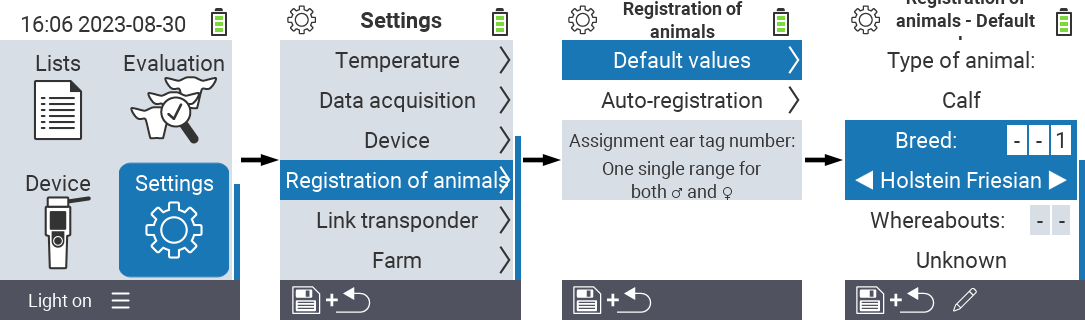 16:06 2023-08-30
Lists
Evaluation
Device
Settings
Light on
Settings
Temperature
Data acquisition
Device
Registration of animals
Link transponder
Farm
+
Registration of
animals
Default values
Auto-registration
Assignment ear tag number:
One single range for
both ♂ and ♀
+
Registration of
animals - Default
Type of animal:
Calf
Breed: - - 1
Holstein Friesian
Whereabouts: - -
Unknown
+